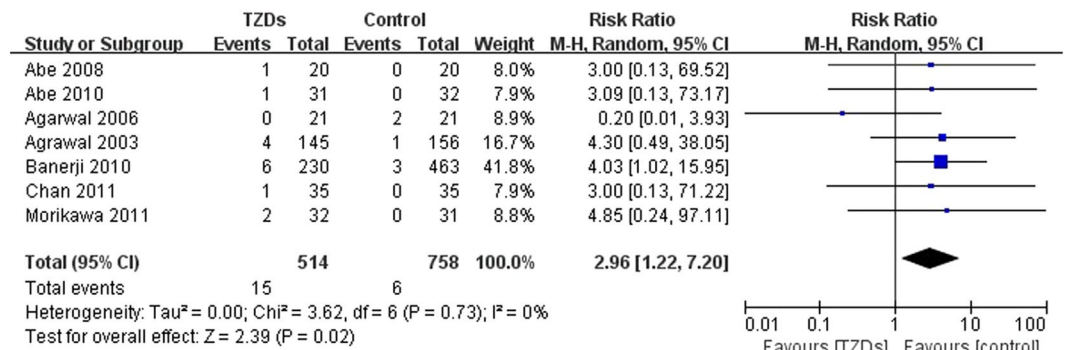 TZDs Control Risk Ratio Risk Ratio
Study or Subgroup Events Total Events Total Weight M-H, Random, 95% CI M-H, Random, 95% CI
Abe 2008 1 20 0 20 8.0% 3.00 [0.13, 69.52]
Abe 2010 1 31 0 32 7.9% 3.09 [0.13, 73.17]
Agarwal 2006 0 21 2 21 8.9% 0.20 [0.01, 3.93]
Agrawal 2003 4 145 1 156 16.7% 4.30 [0.49, 38.05]
Banerji 2010 6 230 3 463 41.8% 4.03 [1.02, 15.95]
Chan 2011 1 35 0 35 7.9% 3.00 [0.13, 71.22]
Morikawa 2011 2 32 0 31 8.8% 4.85 [0.24, 97.11]
Total (95% CI) 514 758 100.0% 2.96 [1.22, 7.20]
Total events 15 6
Heterogeneity: Tau² = 0.00; Chi² = 3.62, df = 6 (P = 0.73); I² = 0%
Test for overall effect: Z = 2.39 (P = 0.02)
0.01 0.1 1 10 100
Favours [TZDs] Favours [control]